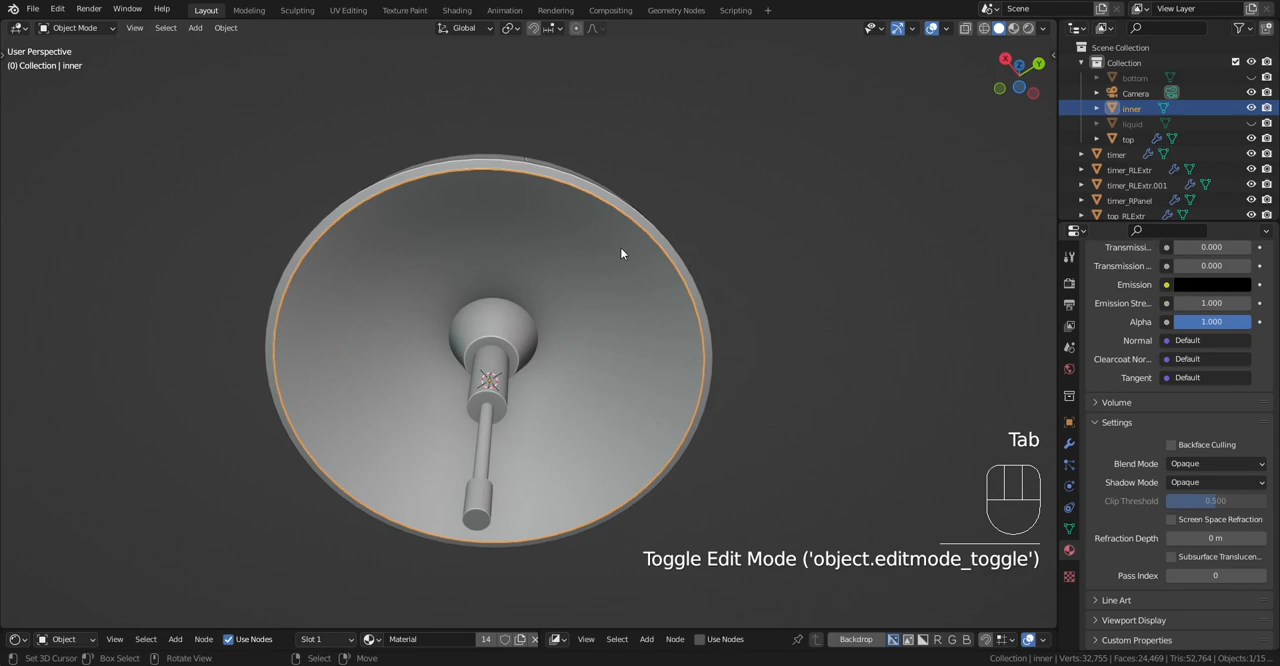 File Edit Render Window Help Layout Modeling Sculpting UV Editing Texture Paint Shading Animation Rendering Compositing Geometry Nodes Scripting + Scene View Layer
Object Mode View Select Add Object Global
User Perspective
(0) Collection | inner
X
Y
Z
Scene Collection
Collection
bottom
Camera
inner
liquid
top
timer
timer_RLExtr
timer_RLExtr.001
timer_RPanel
top_RLExtr
Transmissi... 0.000
Transmission ... 0.000
Emission
Emission Stre... 1.000
Alpha 1.000
Normal Default
Clearcoat Nor... Default
Tangent Default
Volume
Settings
Backface Culling
Blend Mode Opaque
Shadow Mode Opaque
Clip Threshold 0.500
Screen Space Refraction
Refraction Depth 0 m
Subsurface Translucen...
Pass Index 0
Line Art
Viewport Display
Custom Properties
Tab
Toggle Edit Mode ('object.editmode_toggle')
Object View Select Add Node Use Nodes Slot 1 Material 14 View Select Add Node Use Nodes Backdrop R G B
Set 3D Cursor Box Select Rotate View Select Move Collection | inner | Verts:32,755 | Faces:24,469 | Tris:52,764 | Objects:1/15 ...